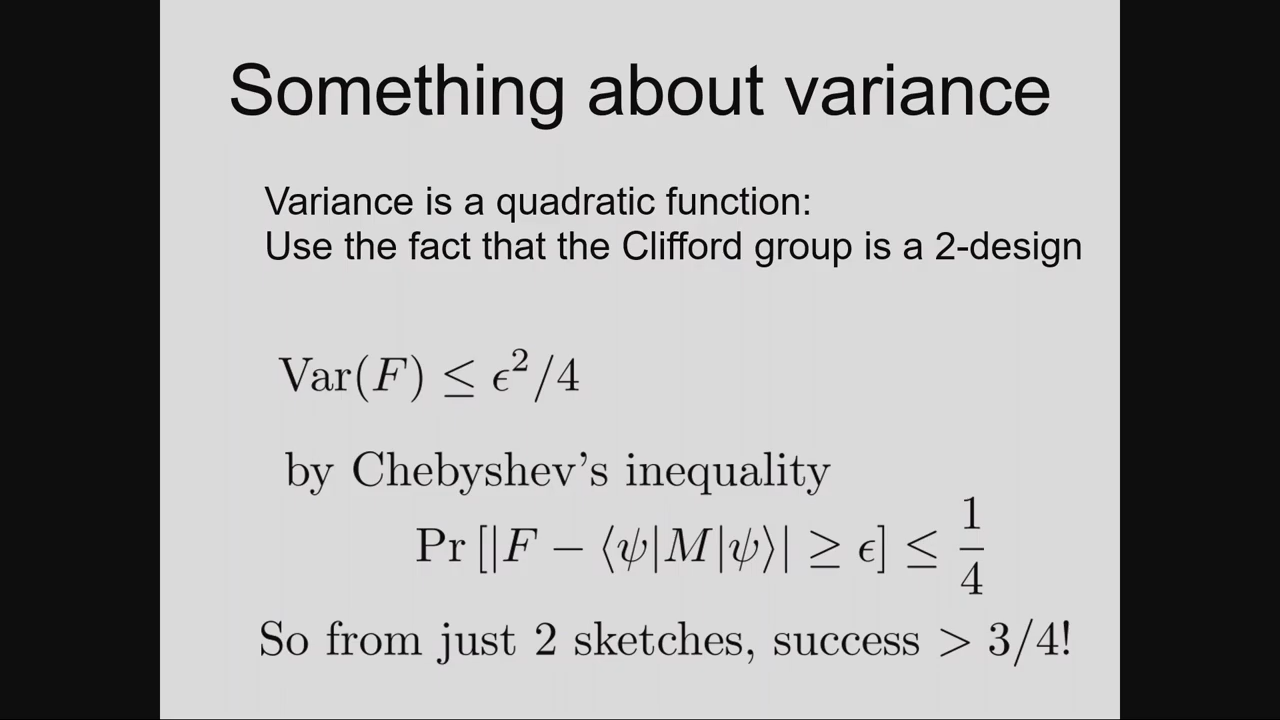 Something about variance
Variance is a quadratic function:
Use the fact that the Clifford group is a 2-design
Var(F) ≤ ϵ²/4
by Chebyshev's inequality
Pr [|F − ⟨ψ|M|ψ⟩| ≥ ϵ] ≤ 1/4
So from just 2 sketches, success > 3/4!